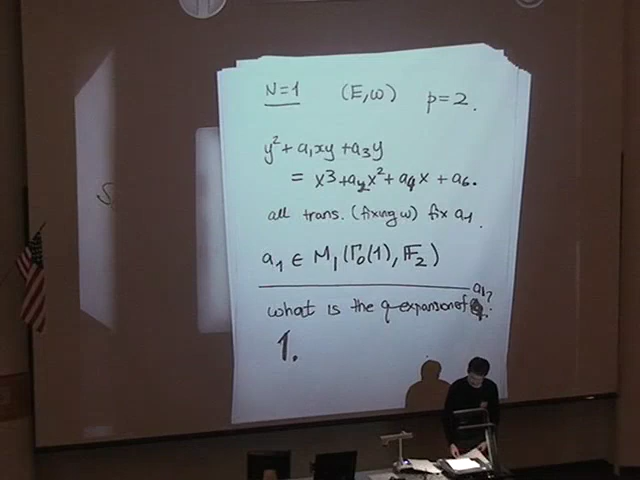 N=1 (E,ω) p=2.
y²+a₁xy+a₃y
= x³+a₂x²+a₄x+a₆.
all trans. (fixing ω) fix a₁.
a₁ ∈ M₁(Γ₀(1), 𝔽₂)
what is the q-expansion of a₁?
1.